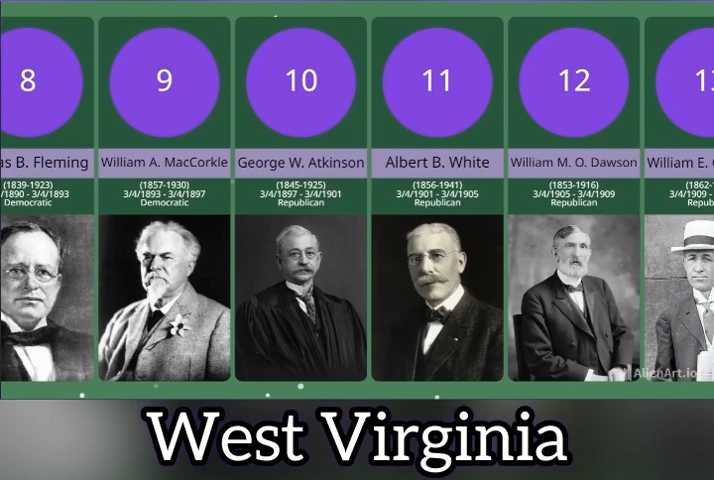 8
9
10
11
12
as B. Fleming
William A. MacCorkle
George W. Atkinson
Albert B. White
William M. O. Dawson
William E.
(1839-1923)
/1890 - 3/4/1893
Democratic
(1857-1930)
3/4/1893 - 3/4/1897
Democratic
(1845-1925)
3/4/1897 - 3/4/1901
Republican
(1856-1941)
3/4/1901 - 3/4/1905
Republican
(1853-1916)
3/4/1905 - 3/4/1909
Republican
(1862-
3/4/1909 -
Repub
AlignArt.io
West Virginia